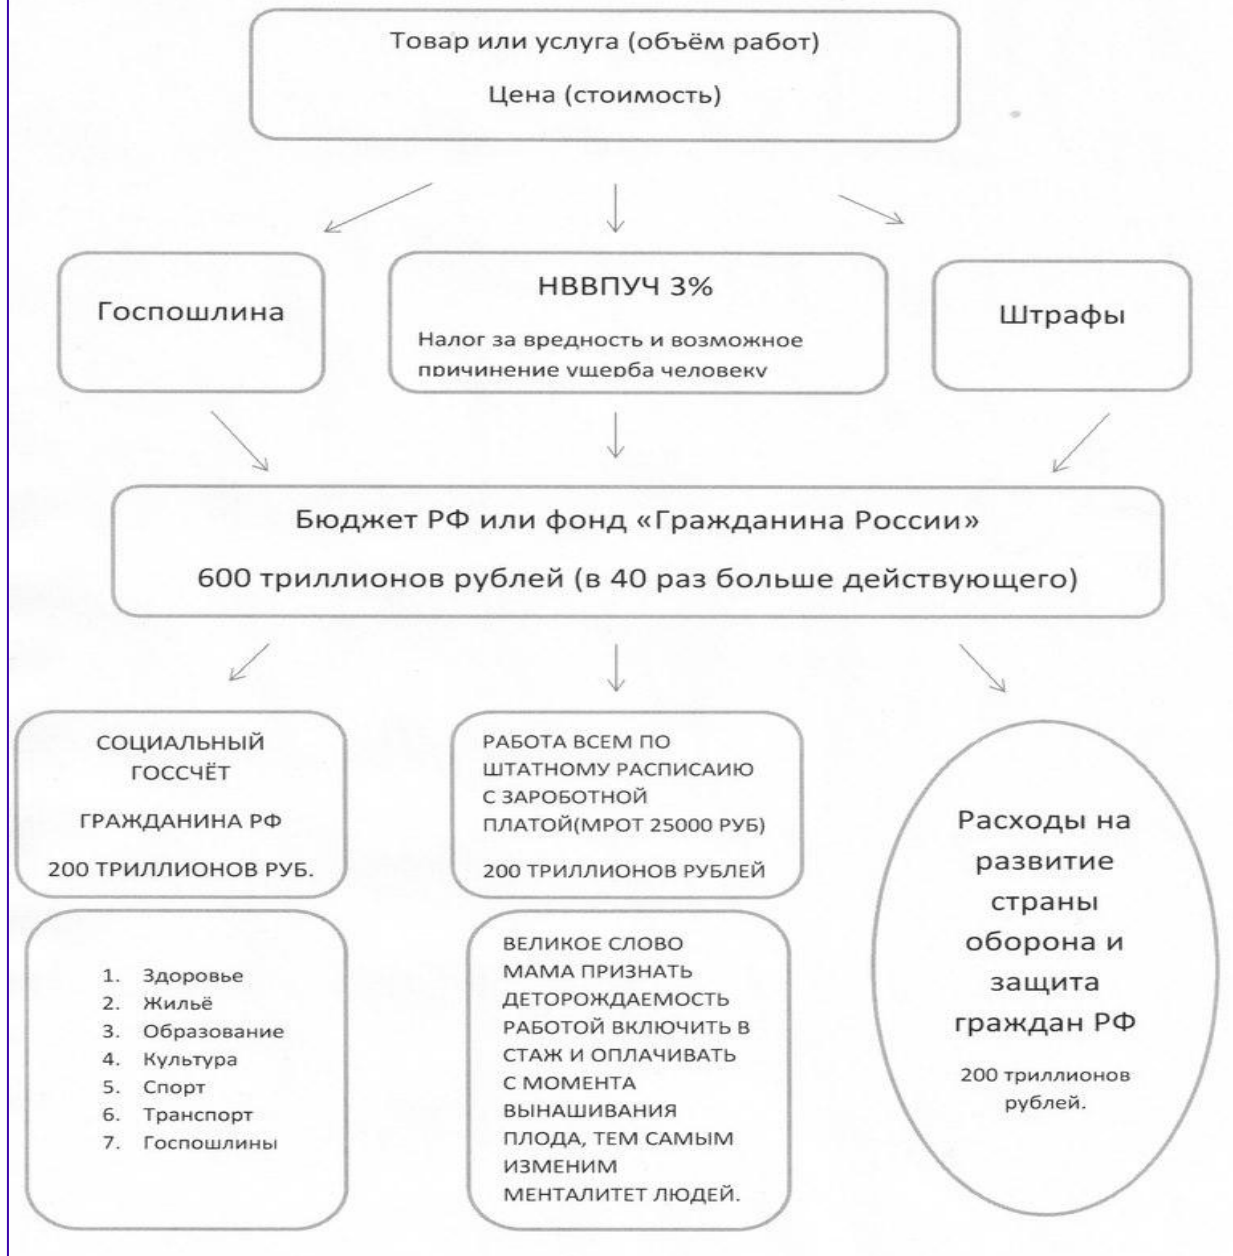 Товар или услуга (объём работ)
Цена (стоимость)
Госпошлина
НВВПУЧ 3%
Налог за вредность и возможное
причинение ущерба человеку
Штрафы
Бюджет РФ или фонд «Гражданина России»
600 триллионов рублей (в 40 раз больше действующего)
СОЦИАЛЬНЫЙ
ГОССЧЁТ
ГРАЖДАНИНА РФ
200 ТРИЛЛИОНОВ РУБ.
РАБОТА ВСЕМ ПО
ШТАТНОМУ РАСПИСАИЮ
С ЗАРОБОТНОЙ
ПЛАТОЙ(МРОТ 25000 РУБ)
200 ТРИЛЛИОНОВ РУБЛЕЙ
Расходы на
развитие
страны
оборона и
защита
граждан РФ
200 триллионов
рублей.
1. Здоровье
2. Жильё
3. Образование
4. Культура
5. Спорт
6. Транспорт
7. Госпошлины
ВЕЛИКОЕ СЛОВО
МАМА ПРИЗНАТЬ
ДЕТОРОЖДАЕМОСТЬ
РАБОТОЙ ВКЛЮЧИТЬ В
СТАЖ И ОПЛАЧИВАТЬ
С МОМЕНТА
ВЫНАШИВАНИЯ
ПЛОДА, ТЕМ САМЫМ
ИЗМЕНИМ
МЕНТАЛИТЕТ ЛЮДЕЙ.